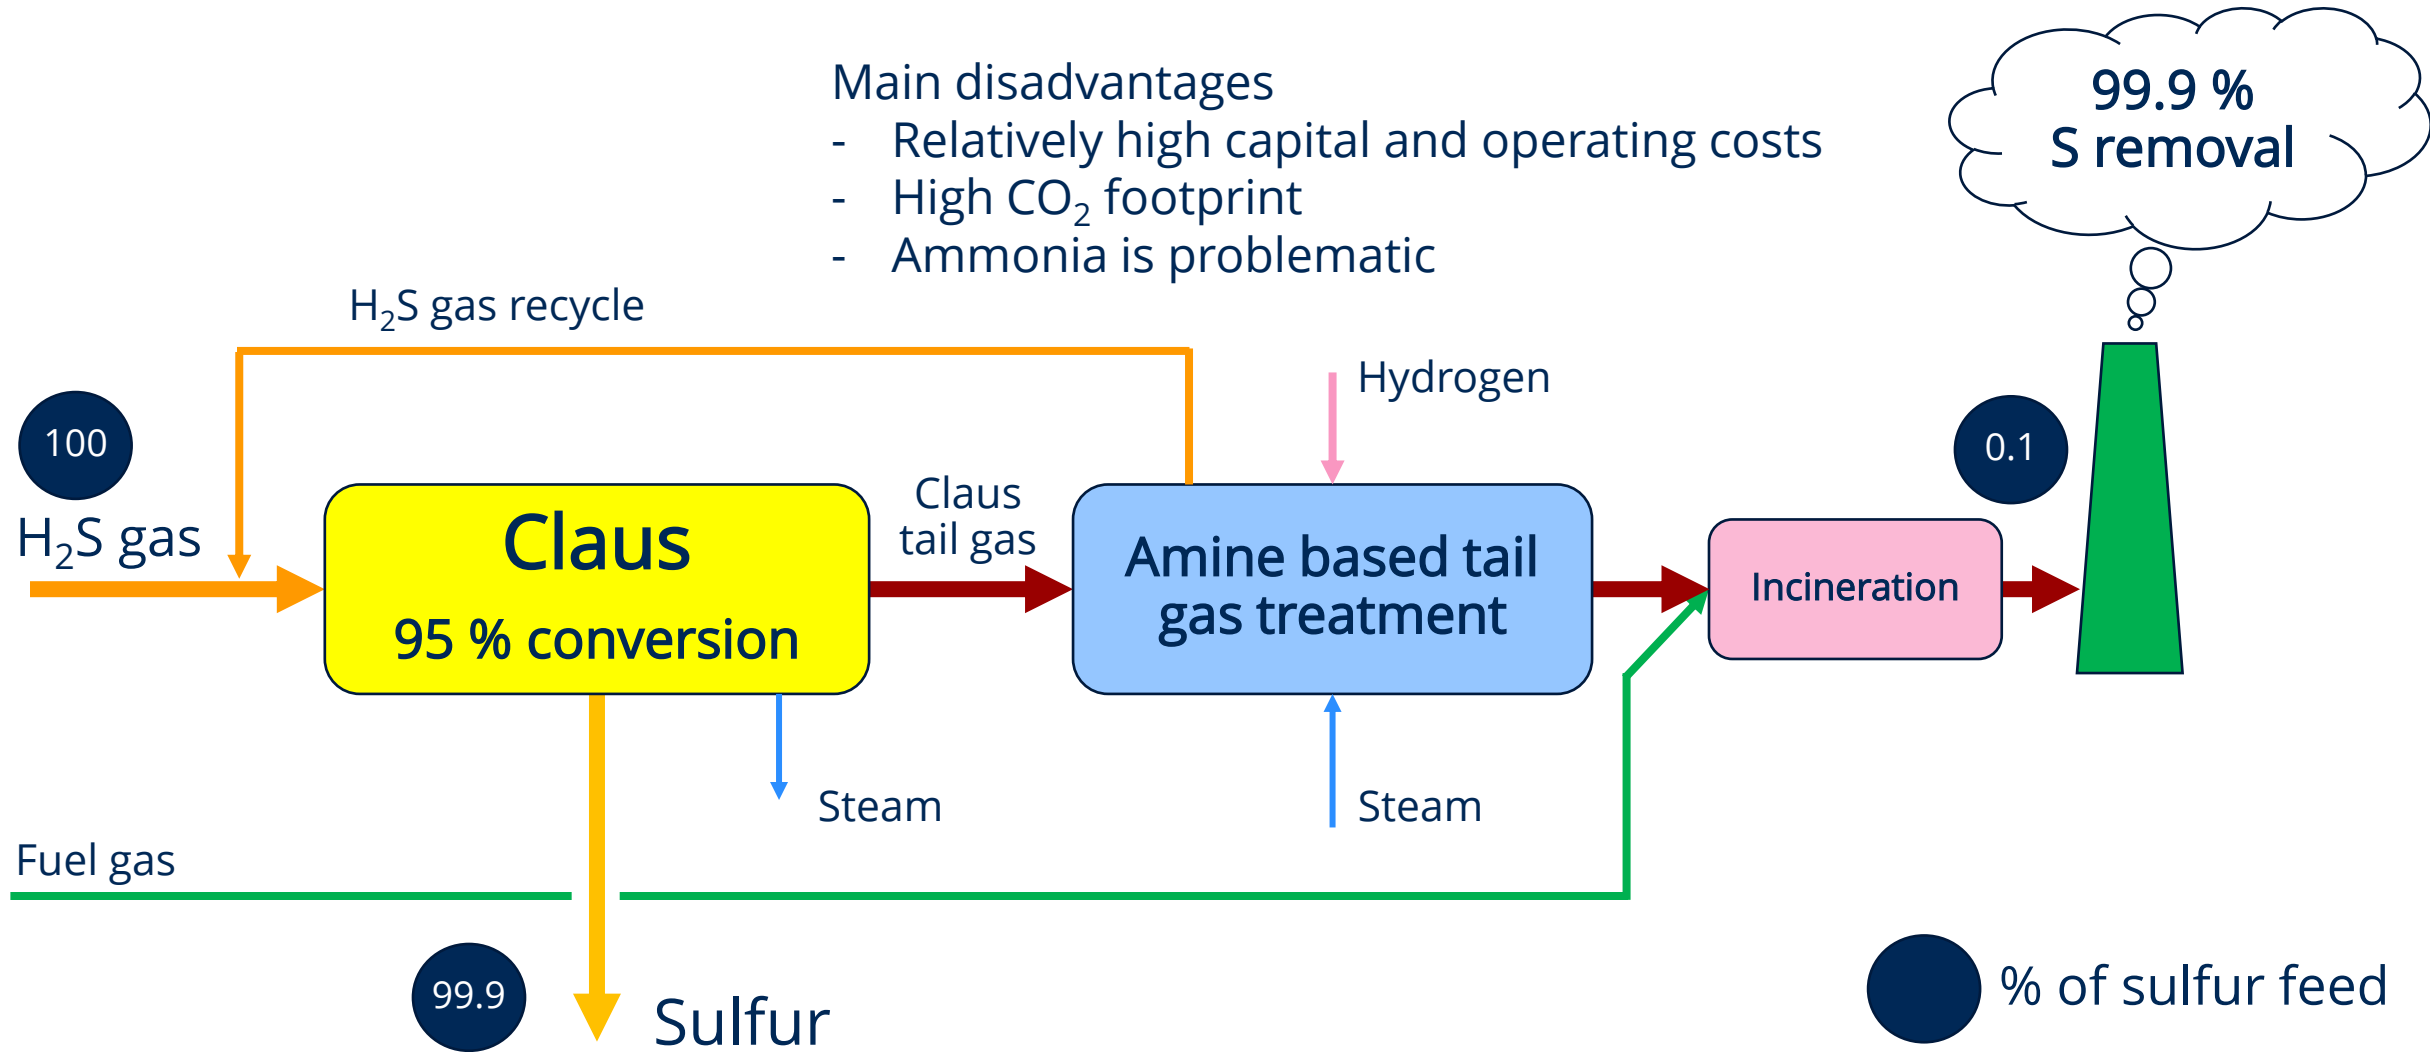 Main disadvantages
- Relatively high capital and operating costs
- High CO₂ footprint
- Ammonia is problematic
99.9 %
S removal
H₂S gas recycle
Hydrogen
100
0.1
H₂S gas
Claus
95 % conversion
Claus
tail gas
Amine based tail
gas treatment
Incineration
Steam
Steam
Fuel gas
99.9
Sulfur
% of sulfur feed